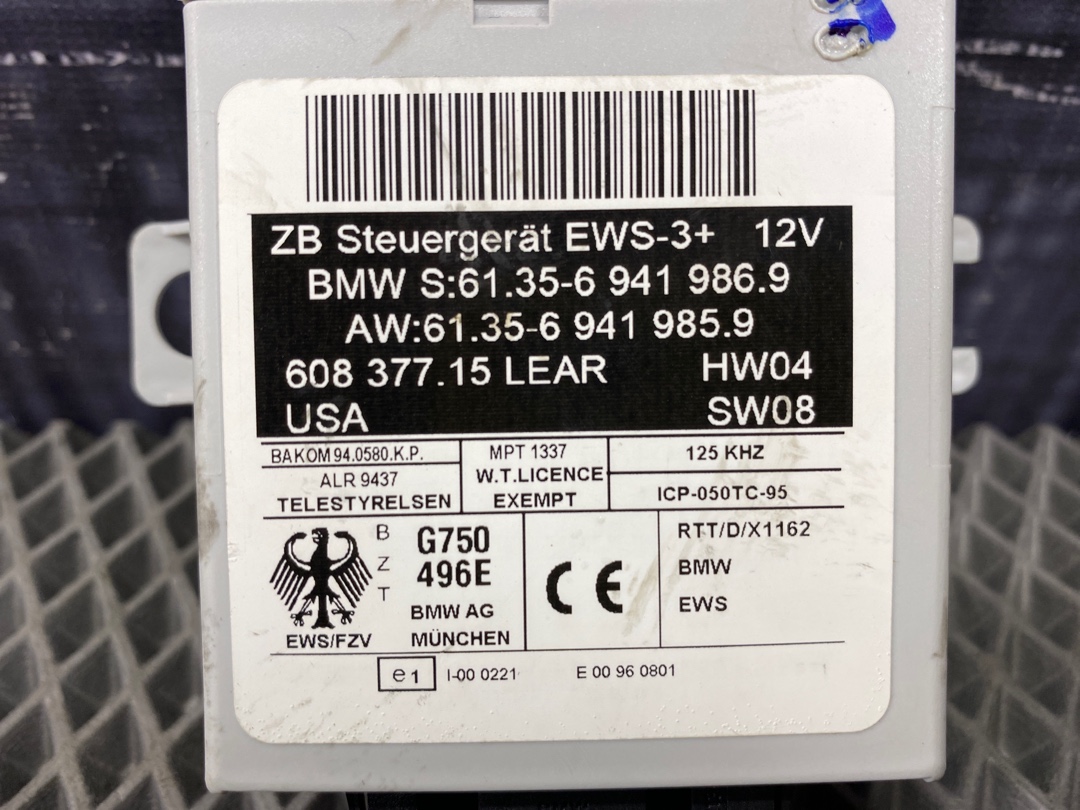 ZB Steuergerät EWS-3+ 12V
BMW S:61.35-6 941 986.9
AW:61.35-6 941 985.9
608 377.15 LEAR HW04
USA SW08
BAKOM 94.0580.K.P.
ALR 9437
TELESTYRELSEN
MPT 1337
W.T.LICENCE
EXEMPT
125 KHZ
ICP-050TC-95
EWS/FZV
B
Z
T
G750
496E
BMW AG
MÜNCHEN
CE
RTT/D/X1162
BMW
EWS
e1 I-00 0221 E 00 96 0801